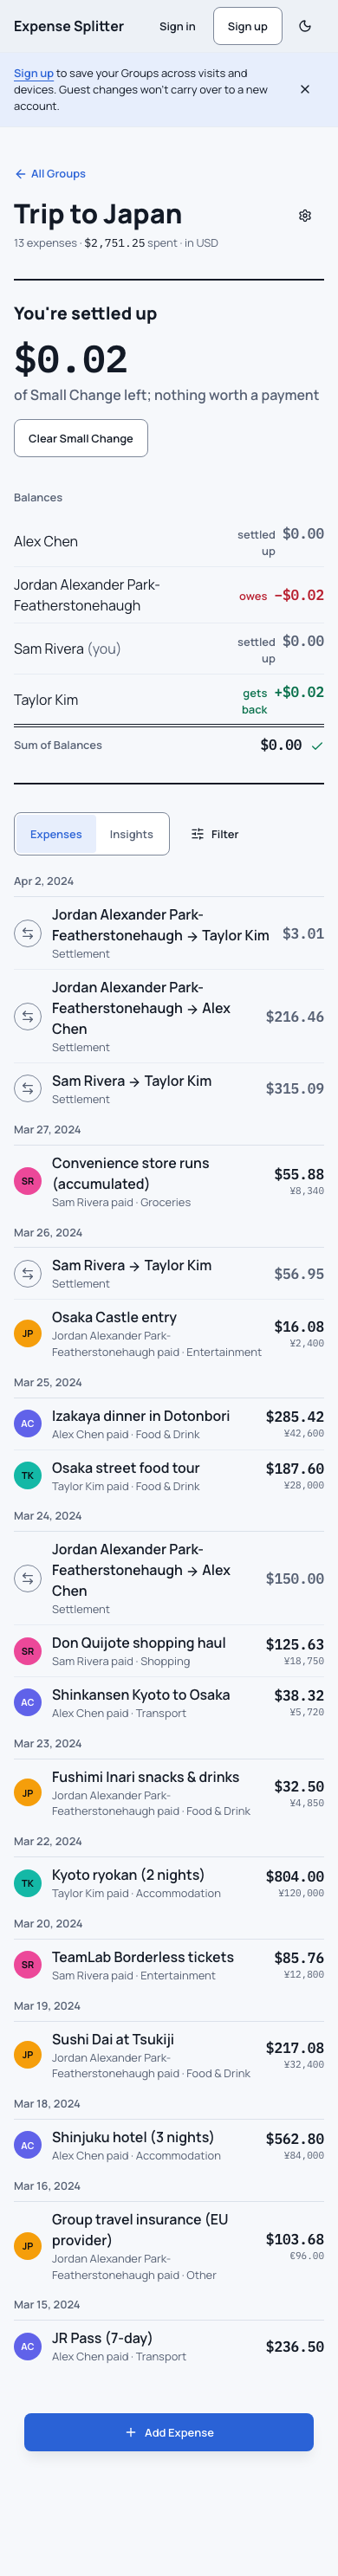 Expense Splitter
Sign in
Sign up
Sign up to save your Groups across visits and
devices. Guest changes won't carry over to a new
account.
All Groups
Trip to Japan
13 expenses · $2,751.25 spent · in USD
You're settled up
$0.02
of Small Change left; nothing worth a payment
Clear Small Change
Balances
Alex Chen
settled
up
$0.00
Jordan Alexander Park-
Featherstonehaugh
owes −$0.02
Sam Rivera (you)
settled
up
$0.00
Taylor Kim
gets
back
+$0.02
Sum of Balances
$0.00
Expenses
Insights
Filter
Apr 2, 2024
Jordan Alexander Park-
Featherstonehaugh → Taylor Kim
Settlement
$3.01
Jordan Alexander Park-
Featherstonehaugh → Alex
Chen
Settlement
$216.46
Sam Rivera → Taylor Kim
Settlement
$315.09
Mar 27, 2024
SR
Convenience store runs
(accumulated)
Sam Rivera paid · Groceries
$55.88
¥8,340
Mar 26, 2024
Sam Rivera → Taylor Kim
Settlement
$56.95
JP
Osaka Castle entry
Jordan Alexander Park-
Featherstonehaugh paid · Entertainment
$16.08
¥2,400
Mar 25, 2024
AC
Izakaya dinner in Dotonbori
Alex Chen paid · Food & Drink
$285.42
¥42,600
TK
Osaka street food tour
Taylor Kim paid · Food & Drink
$187.60
¥28,000
Mar 24, 2024
Jordan Alexander Park-
Featherstonehaugh → Alex
Chen
Settlement
$150.00
SR
Don Quijote shopping haul
Sam Rivera paid · Shopping
$125.63
¥18,750
AC
Shinkansen Kyoto to Osaka
Alex Chen paid · Transport
$38.32
¥5,720
Mar 23, 2024
JP
Fushimi Inari snacks & drinks
Jordan Alexander Park-
Featherstonehaugh paid · Food & Drink
$32.50
¥4,850
Mar 22, 2024
TK
Kyoto ryokan (2 nights)
Taylor Kim paid · Accommodation
$804.00
¥120,000
Mar 20, 2024
SR
TeamLab Borderless tickets
Sam Rivera paid · Entertainment
$85.76
¥12,800
Mar 19, 2024
JP
Sushi Dai at Tsukiji
Jordan Alexander Park-
Featherstonehaugh paid · Food & Drink
$217.08
¥32,400
Mar 18, 2024
AC
Shinjuku hotel (3 nights)
Alex Chen paid · Accommodation
$562.80
¥84,000
Mar 16, 2024
JP
Group travel insurance (EU
provider)
Jordan Alexander Park-
Featherstonehaugh paid · Other
$103.68
€96.00
Mar 15, 2024
AC
JR Pass (7-day)
Alex Chen paid · Transport
$236.50
Add Expense